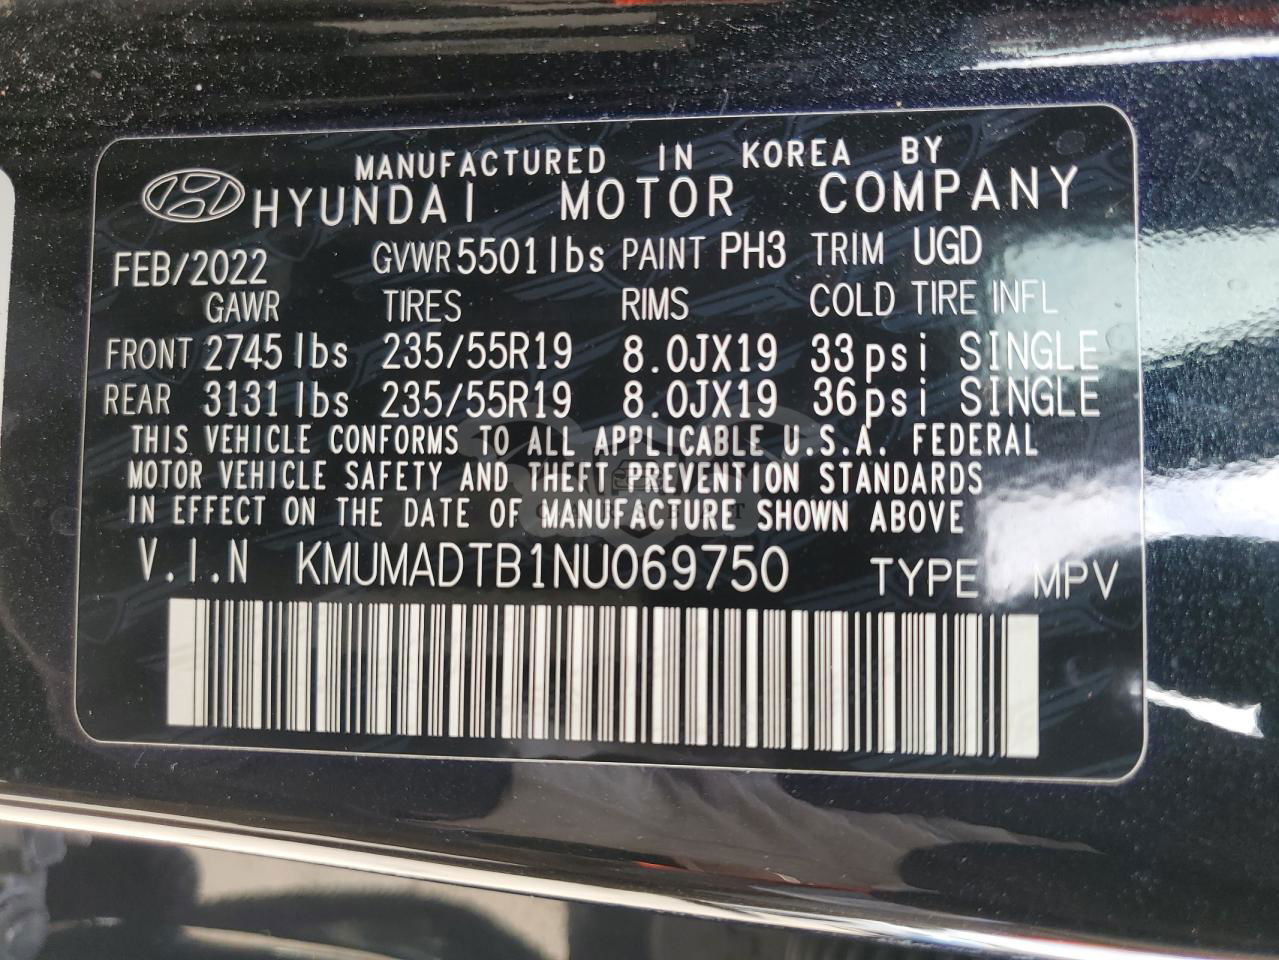 MANUFACTURED IN KOREA BY
HYUNDAI MOTOR COMPANY
FEB/2022 GVWR 5501 lbs PAINT PH3 TRIM UGD
GAWR TIRES RIMS COLD TIRE INFL
FRONT 2745 lbs 235/55R19 8.0JX19 33 psi SINGLE
REAR 3131 lbs 235/55R19 8.0JX19 36 psi SINGLE
THIS VEHICLE CONFORMS TO ALL APPLICABLE U.S.A. FEDERAL
MOTOR VEHICLE SAFETY AND THEFT PREVENTION STANDARDS
IN EFFECT ON THE DATE OF MANUFACTURE SHOWN ABOVE
V.I.N KMUMADTB1NU069750 TYPE MPV